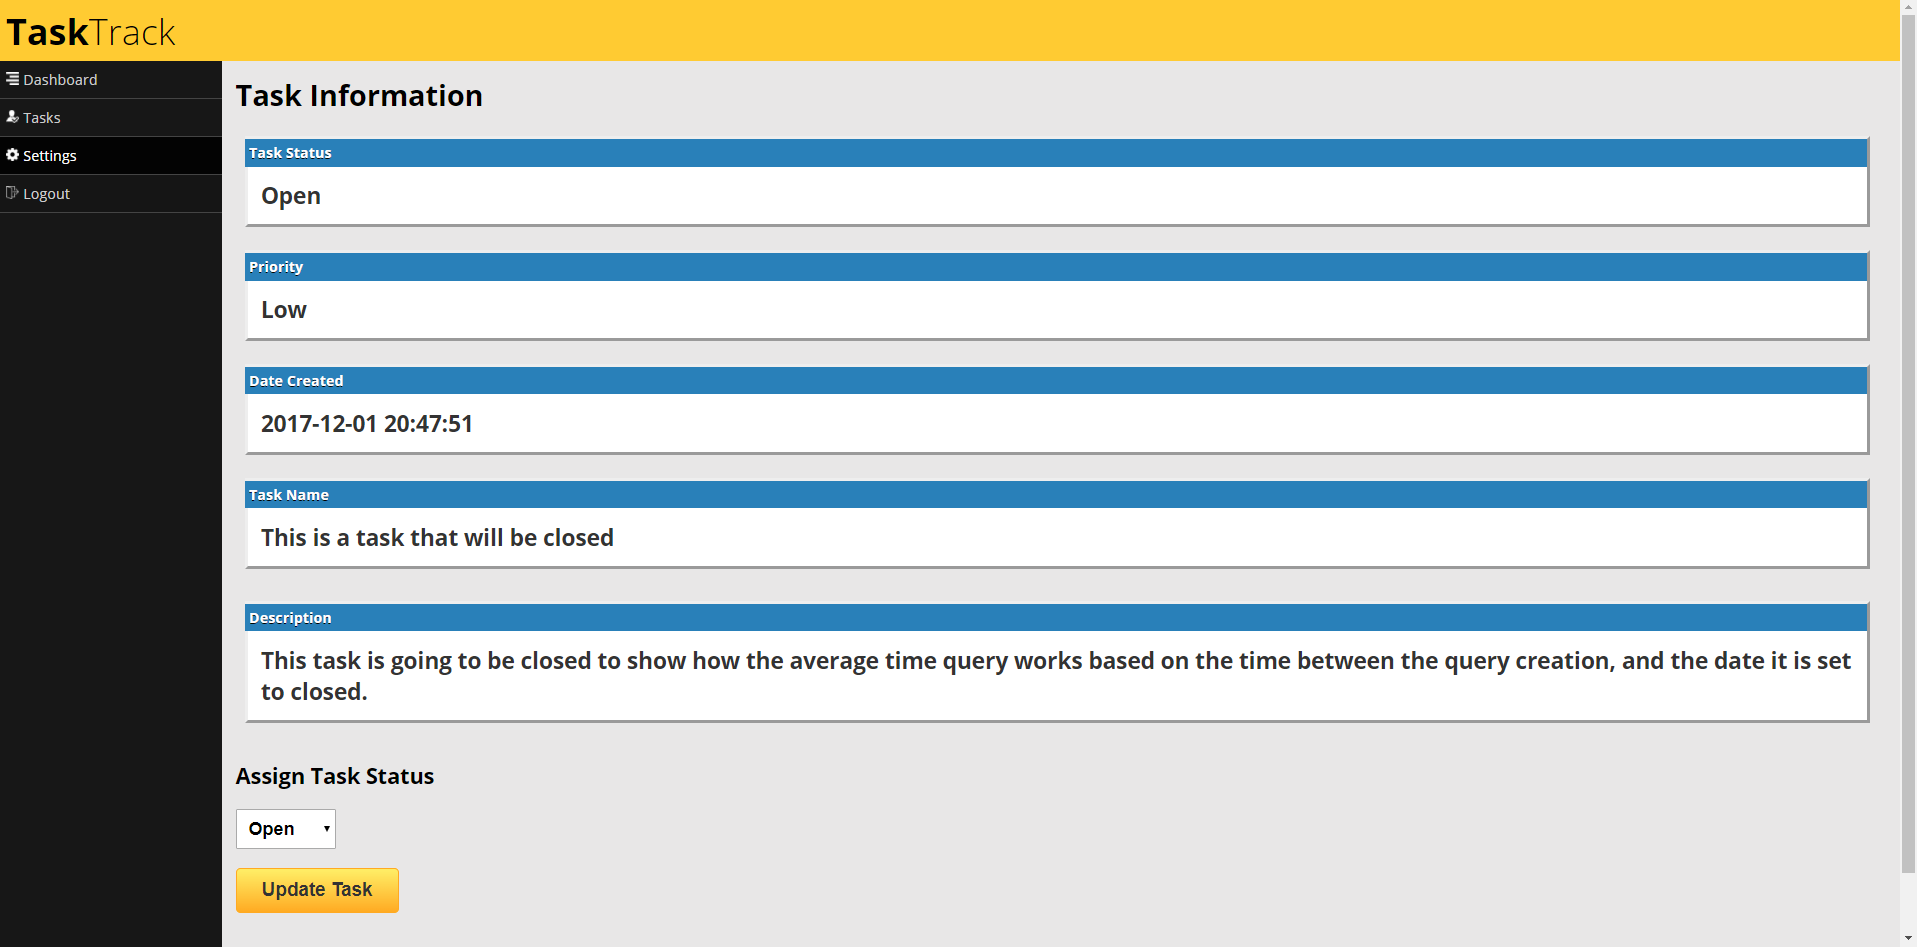 TaskTrack
Dashboard
Tasks
Settings
Logout
Task Information
Task Status
Open
Priority
Low
Date Created
2017-12-01 20:47:51
Task Name
This is a task that will be closed
Description
This task is going to be closed to show how the average time query works based on the time between the query creation, and the date it is set
to closed.
Assign Task Status
Open
Update Task